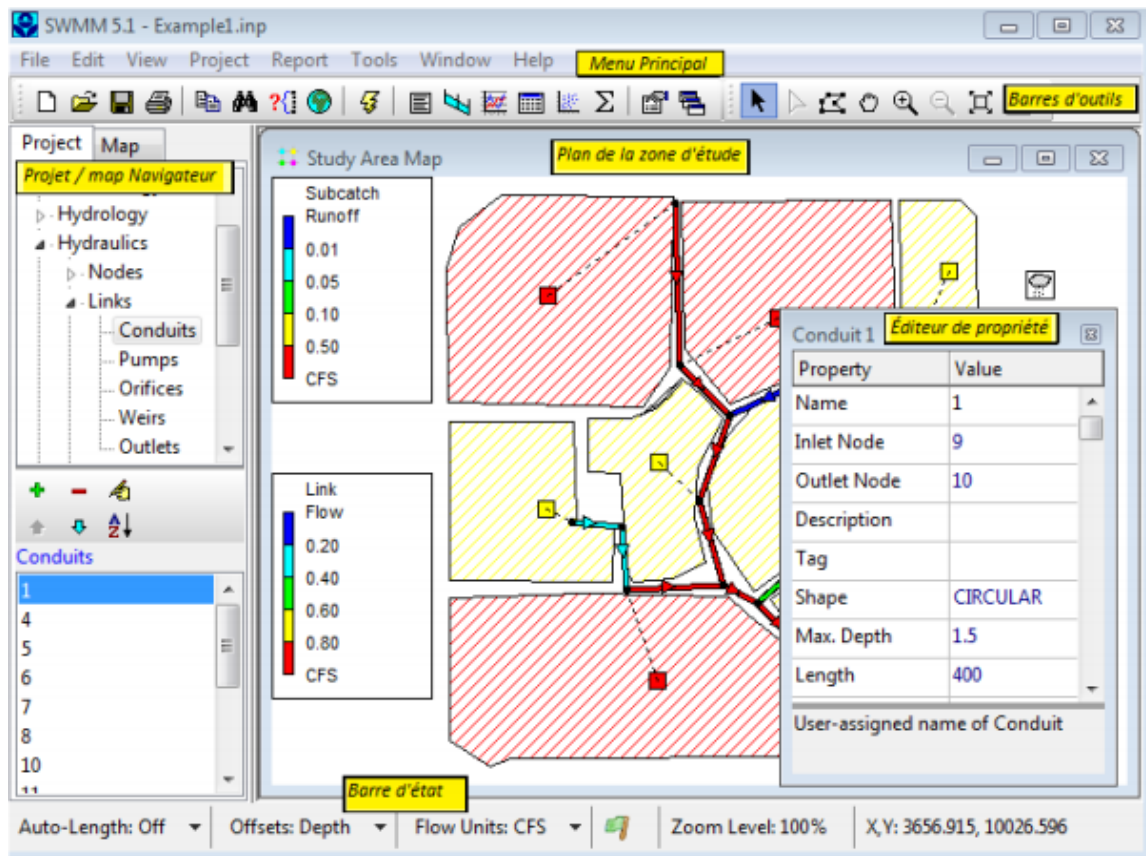 SWMM 5.1 - Example1.inp
File Edit View Project Report Tools Window Help
Menu Principal
Barres d'outils
Project Map
Projet / map Navigateur
Hydrology
Hydraulics
Nodes
Links
Conduits
Pumps
Orifices
Weirs
Outlets
Conduits
1
4
5
6
7
8
10
11
Study Area Map
Plan de la zone d'étude
Subcatch
Runoff
0.01
0.05
0.10
0.50
CFS
Link
Flow
0.20
0.40
0.60
0.80
CFS
Conduit 1
Éditeur de propriété
Property Value
Name 1
Inlet Node 9
Outlet Node 10
Description
Tag
Shape CIRCULAR
Max. Depth 1.5
Length 400
User-assigned name of Conduit
Barre d'état
Auto-Length: Off Offsets: Depth Flow Units: CFS Zoom Level: 100% X,Y: 3656.915, 10026.596